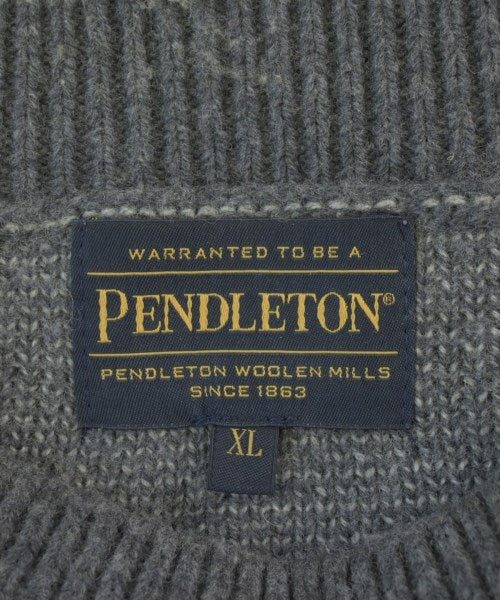 WARRANTED TO BE A
PENDLETON®
PENDLETON WOOLEN MILLS
SINCE 1863
XL